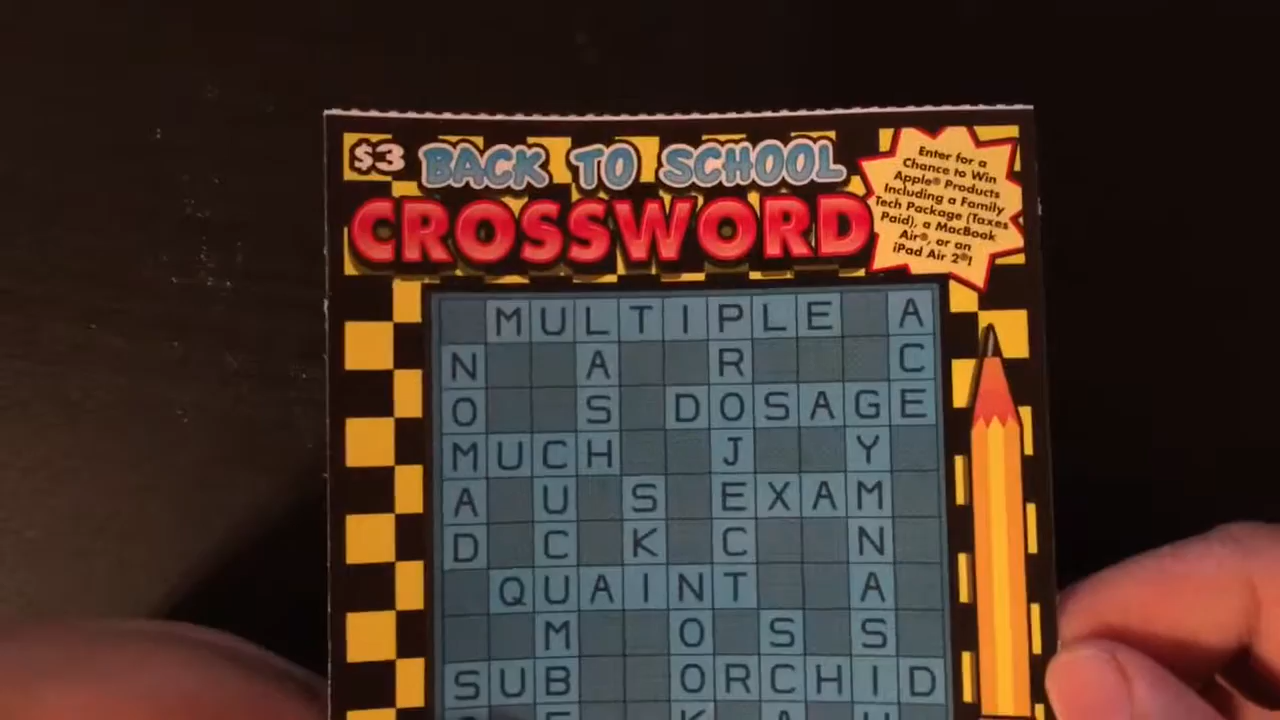 $3 BACK TO SCHOOL
CROSSWORD
Enter for a
Chance to Win
Apple® Products
Including a Family
Tech Package (Taxes
Paid), a MacBook
Air®, or an
iPad Air 2®!
MULTIPLE A
N A R C
O S DOSAGE
MUCH J Y
A U S EXAM
D C K C N
QUAINT A
M O S S
SUB ORCHID